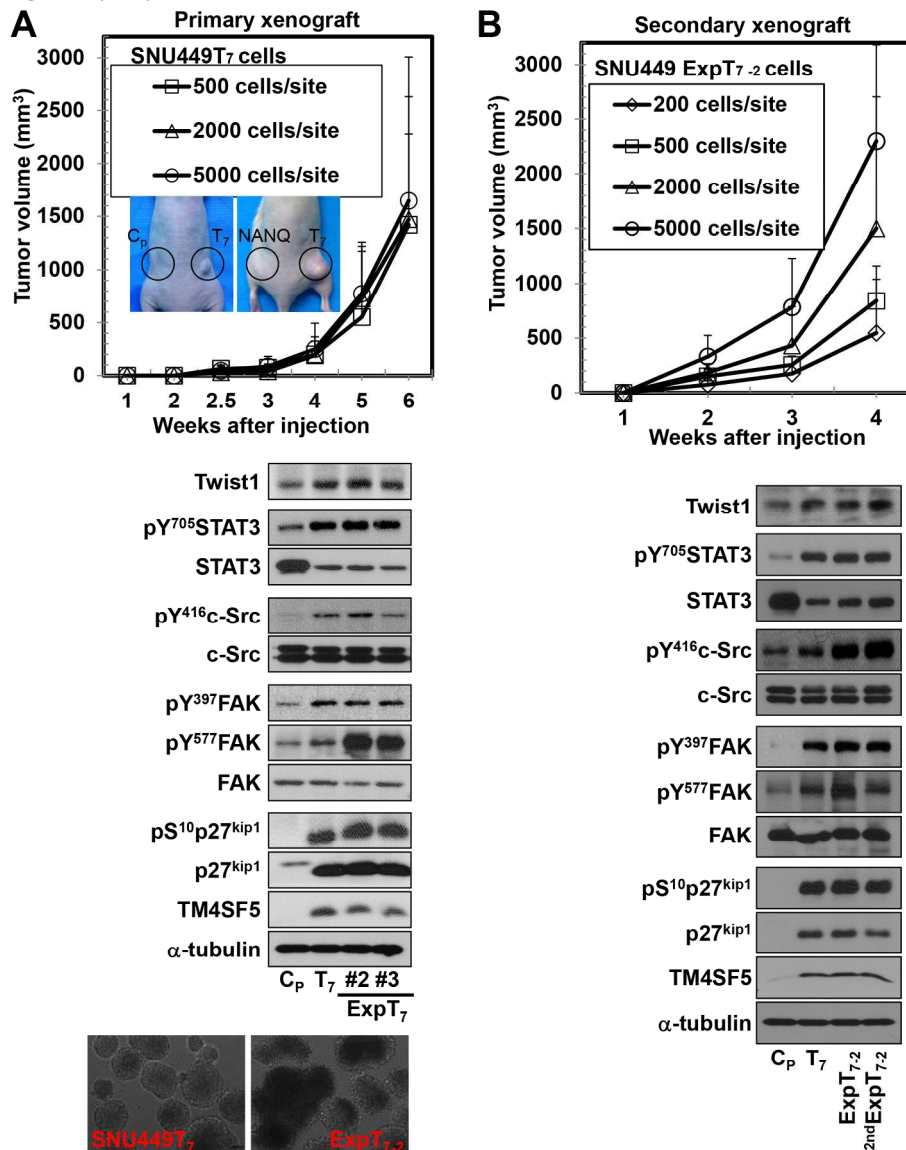 A
Primary xenograft
Tumor volume (mm³)
3000
2500
2000
1500
1000
500
0
SNU449T₇ cells
500 cells/site
2000 cells/site
5000 cells/site
Cₚ
T₇
NANQ
T₇
1 2 2.5 3 4 5 6
Weeks after injection
Twist1
pY⁷⁰⁵STAT3
STAT3
pY⁴¹⁶c-Src
c-Src
pY³⁹⁷FAK
pY⁵⁷⁷FAK
FAK
pS¹⁰p27ᵏⁱᵖ¹
p27ᵏⁱᵖ¹
TM4SF5
α-tubulin
C_P T₇ #2 #3
ExpT₇
SNU449T₇
ExpT₇₋₂
B
Secondary xenograft
Tumor volume (mm³)
3000
2500
2000
1500
1000
500
0
SNU449 ExpT₇₋₂ cells
200 cells/site
500 cells/site
2000 cells/site
5000 cells/site
1 2 3 4
Weeks after injection
Twist1
pY⁷⁰⁵STAT3
STAT3
pY⁴¹⁶c-Src
c-Src
pY³⁹⁷FAK
pY⁵⁷⁷FAK
FAK
pS¹⁰p27ᵏⁱᵖ¹
p27ᵏⁱᵖ¹
TM4SF5
α-tubulin
C_P
T₇
ExpT₇₋₂
2ndExpT₇₋₂